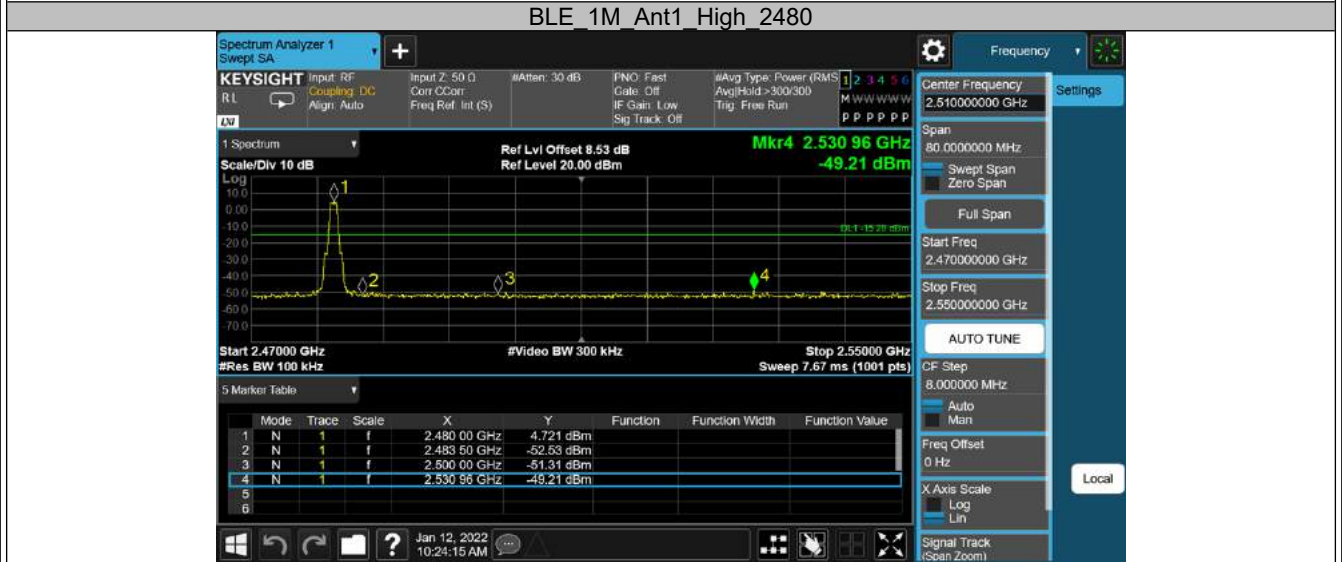 BLE_1M_Ant1_High_2480
Spectrum Analyzer 1
Swept SA
+
Frequency
KEYSIGHT
RL
LXI
Input: RF
Coupling: DC
Align: Auto
Input Z: 50 Ω
Corr CCorr
Freq Ref: Int (S)
#Atten: 30 dB
PNO: Fast
Gate: Off
IF Gain: Low
Sig Track: Off
#Avg Type: Power (RMS
Avg|Hold:>300/300
Trig: Free Run
1 2 3 4 5 6
M W W W W W
P P P P P P
Center Frequency
2.510000000 GHz
Settings
Span
80.0000000 MHz
Swept Span
Zero Span
Full Span
Start Freq
2.470000000 GHz
Stop Freq
2.550000000 GHz
AUTO TUNE
CF Step
8.000000 MHz
Auto
Man
Freq Offset
0 Hz
X Axis Scale
Log
Lin
Signal Track
(Span Zoom)
Local
1 Spectrum
Scale/Div 10 dB
Ref Lvl Offset 8.53 dB
Ref Level 20.00 dBm
Mkr4 2.530 96 GHz
-49.21 dBm
Log
10.0
0.00
-10.0
-20.0
-30.0
-40.0
-50.0
-60.0
-70.0
1
2
3
4
DL1 -15.28 dBm
Start 2.47000 GHz
#Video BW 300 kHz
Stop 2.55000 GHz
#Res BW 100 kHz
Sweep 7.67 ms (1001 pts)
5 Marker Table
Mode Trace Scale X Y Function Function Width Function Value
1 N 1 f 2.480 00 GHz 4.721 dBm
2 N 1 f 2.483 50 GHz -52.53 dBm
3 N 1 f 2.500 00 GHz -51.31 dBm
4 N 1 f 2.530 96 GHz -49.21 dBm
5
6
?
Jan 12, 2022
10:24:15 AM